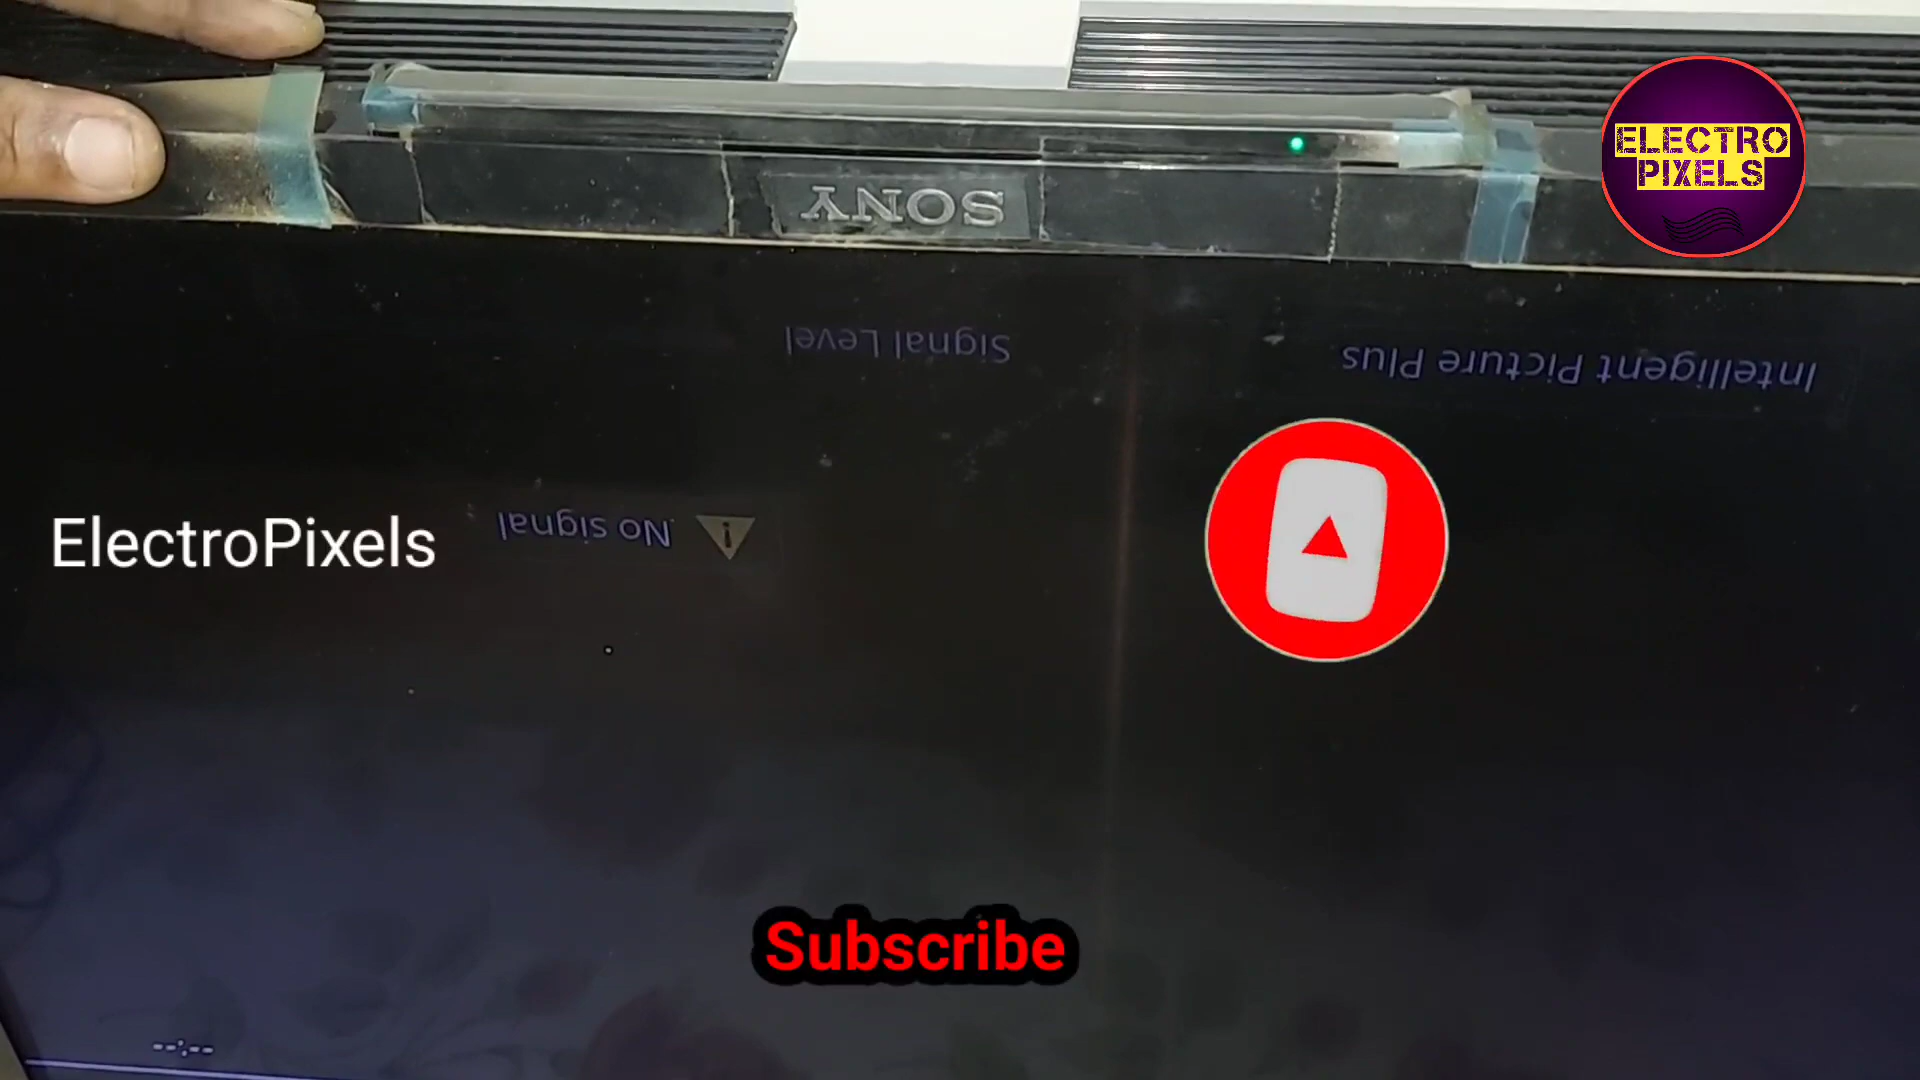 ELECTRO
PIXELS
SONY
Signal Level
Intelligent Picture Plus
ElectroPixels
No signal
Subscribe
--:--